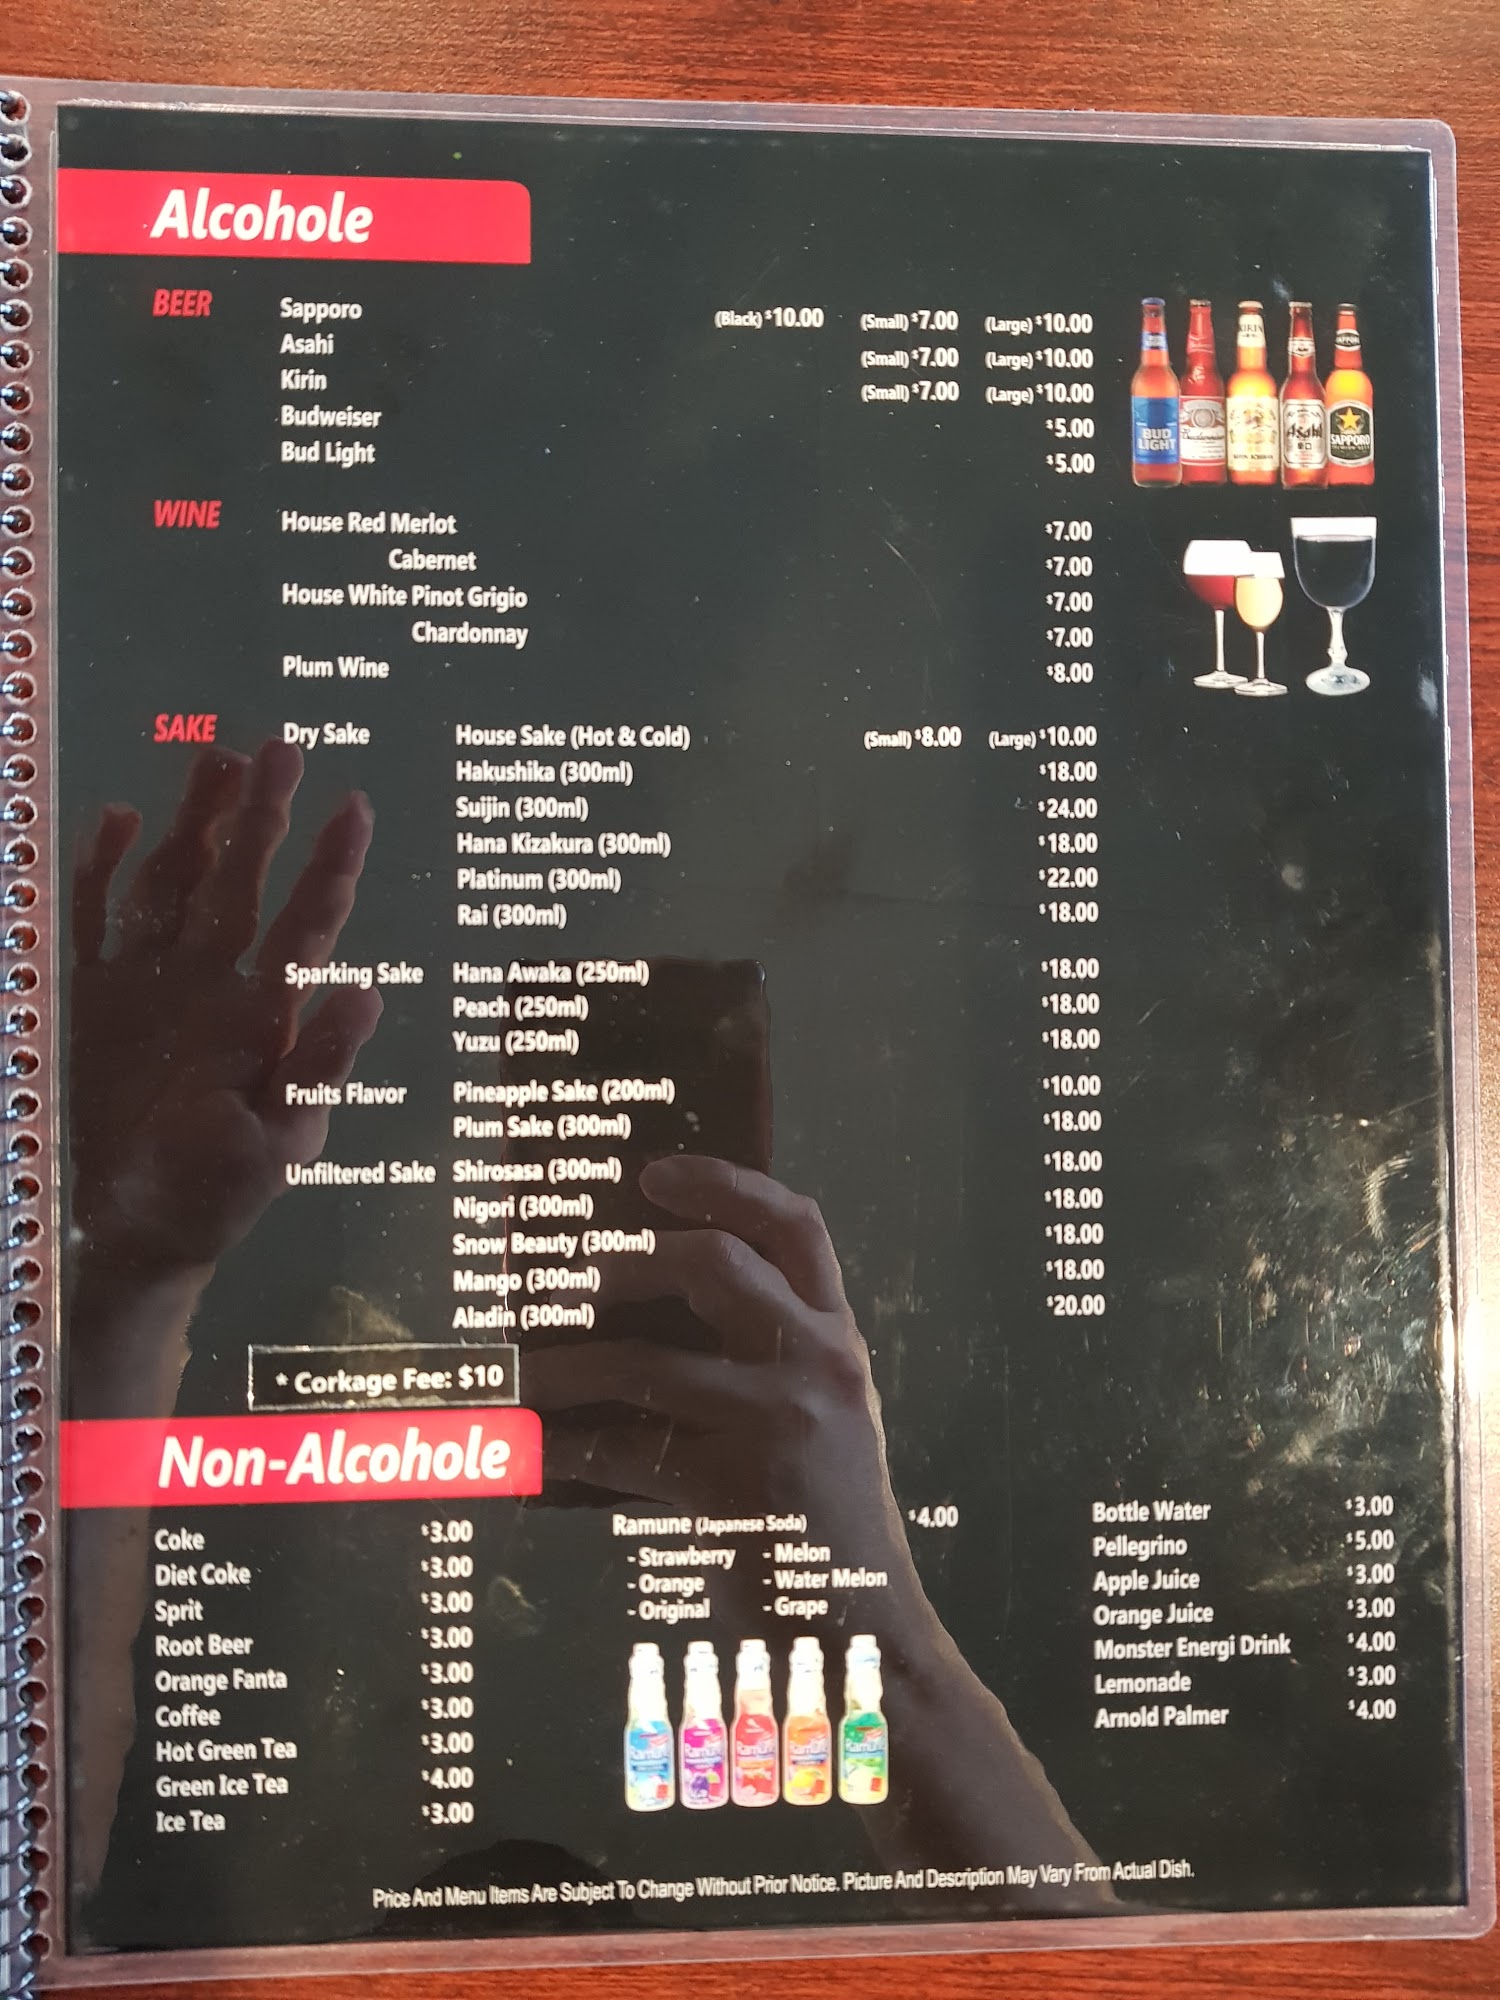 Alcohole
BEER Sapporo (Black) $10.00 (Small) $7.00 (Large) $10.00
Asahi (Small) $7.00 (Large) $10.00
Kirin (Small) $7.00 (Large) $10.00
Budweiser $5.00
Bud Light $5.00
BUD LIGHT
KIRIN
Asahi
SAPPORO
WINE House Red Merlot $7.00
Cabernet $7.00
House White Pinot Grigio $7.00
Chardonnay $7.00
Plum Wine $8.00
SAKE Dry Sake House Sake (Hot & Cold) (Small) $8.00 (Large) $10.00
Hakushika (300ml) $18.00
Suijin (300ml) $24.00
Hana Kizakura (300ml) $18.00
Platinum (300ml) $22.00
Rai (300ml) $18.00
Sparking Sake Hana Awaka (250ml) $18.00
Peach (250ml) $18.00
Yuzu (250ml) $18.00
Fruits Flavor Pineapple Sake (200ml) $10.00
Plum Sake (300ml) $18.00
Unfiltered Sake Shirosasa (300ml) $18.00
Nigori (300ml) $18.00
Snow Beauty (300ml) $18.00
Mango (300ml) $18.00
Aladin (300ml) $20.00
* Corkage Fee: $10
Non-Alcohole
Coke $3.00
Diet Coke $3.00
Sprit $3.00
Root Beer $3.00
Orange Fanta $3.00
Coffee $3.00
Hot Green Tea $3.00
Green Ice Tea $4.00
Ice Tea $3.00
Ramune (Japanese Soda) $4.00
- Strawberry - Melon
- Orange - Water Melon
- Original - Grape
Ramune Ramune Ramune Ramune Ramune
Bottle Water $3.00
Pellegrino $5.00
Apple Juice $3.00
Orange Juice $3.00
Monster Energi Drink $4.00
Lemonade $3.00
Arnold Palmer $4.00
Price And Menu Items Are Subject To Change Without Prior Notice. Picture And Description May Vary From Actual Dish.